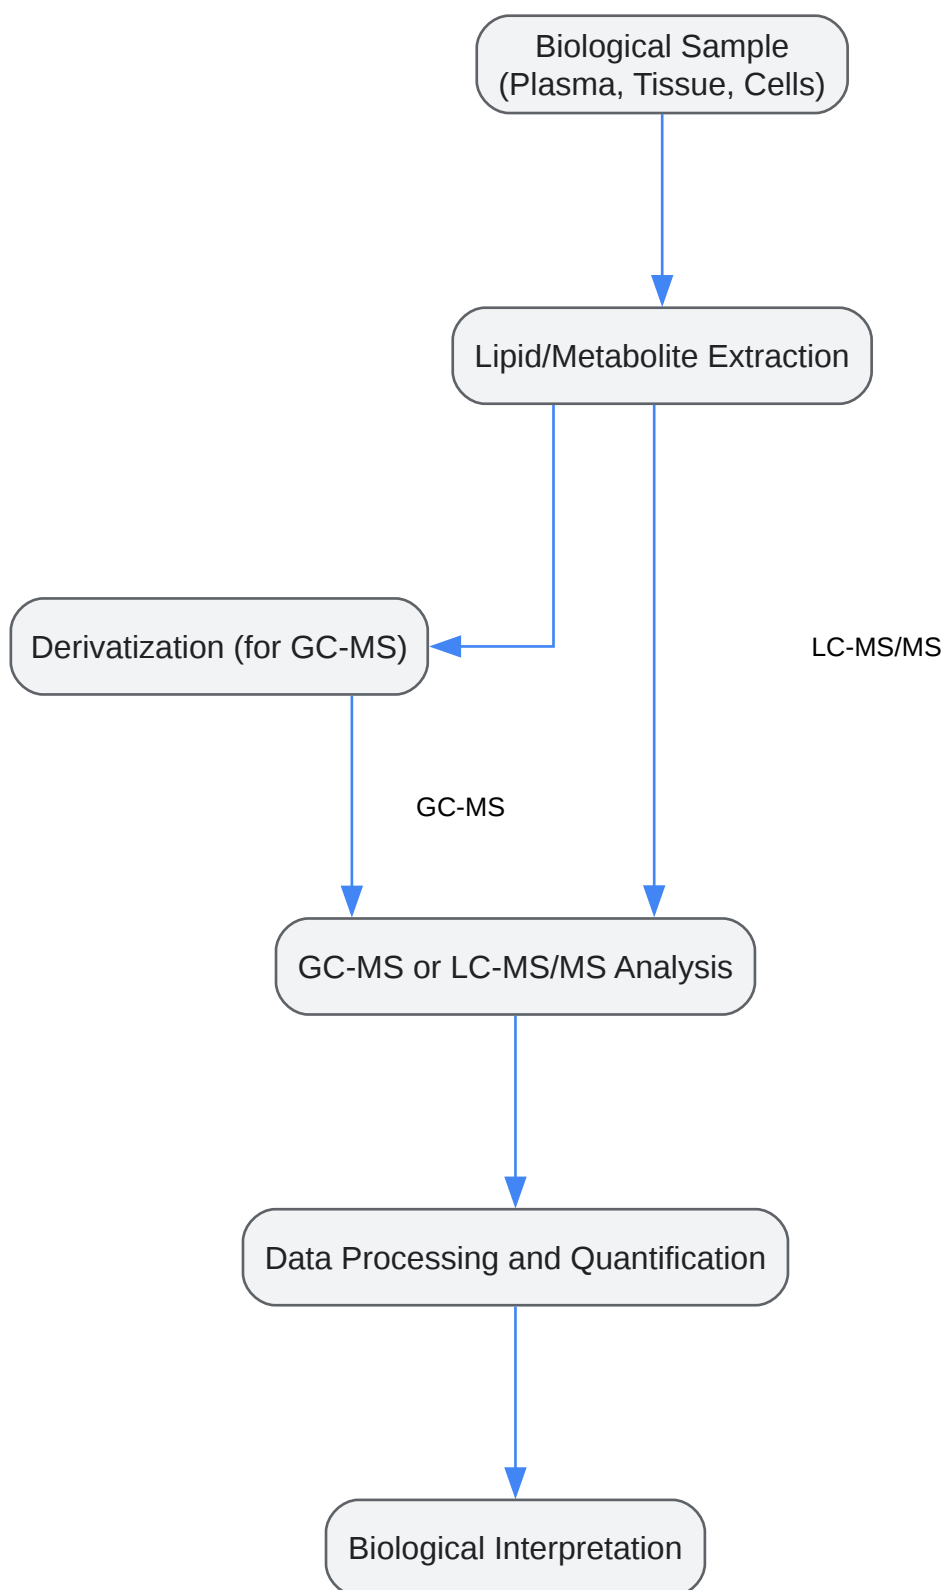 Biological Sample
(Plasma, Tissue, Cells)
Lipid/Metabolite Extraction
Derivatization (for GC-MS)
LC-MS/MS
GC-MS
GC-MS or LC-MS/MS Analysis
Data Processing and Quantification
Biological Interpretation